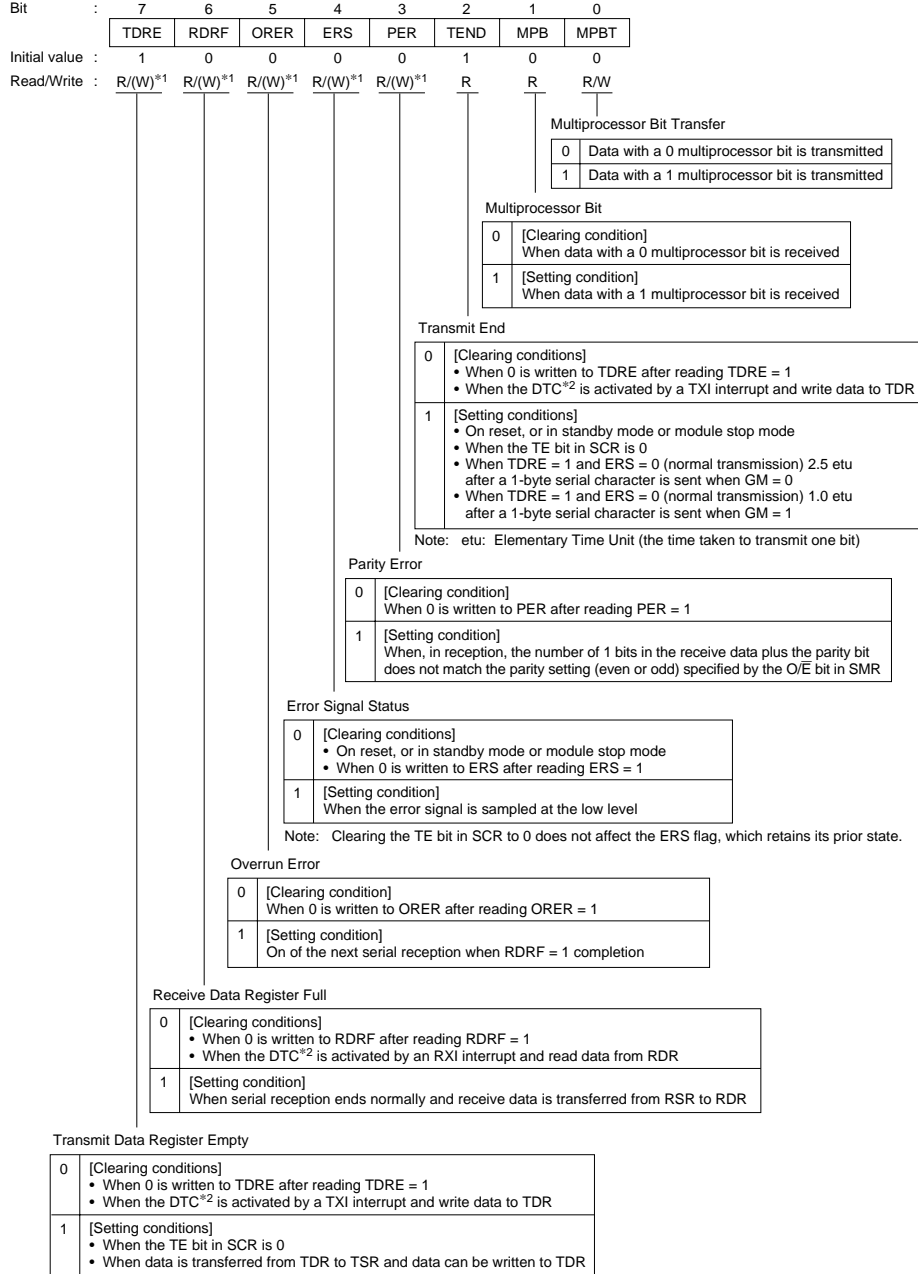 Bit : 7 6 5 4 3 2 1 0
TDRE RDRF ORER ERS PER TEND MPB MPBT
Initial value : 1 0 0 0 0 1 0 0
Read/Write : R/(W)*1 R/(W)*1 R/(W)*1 R/(W)*1 R/(W)*1 R R R/W
Multiprocessor Bit Transfer
0 Data with a 0 multiprocessor bit is transmitted
1 Data with a 1 multiprocessor bit is transmitted
Multiprocessor Bit
0 [Clearing condition]
When data with a 0 multiprocessor bit is received
1 [Setting condition]
When data with a 1 multiprocessor bit is received
Transmit End
0 [Clearing conditions]
• When 0 is written to TDRE after reading TDRE = 1
• When the DTC*2 is activated by a TXI interrupt and write data to TDR
1 [Setting conditions]
• On reset, or in standby mode or module stop mode
• When the TE bit in SCR is 0
• When TDRE = 1 and ERS = 0 (normal transmission) 2.5 etu
after a 1-byte serial character is sent when GM = 0
• When TDRE = 1 and ERS = 0 (normal transmission) 1.0 etu
after a 1-byte serial character is sent when GM = 1
Note: etu: Elementary Time Unit (the time taken to transmit one bit)
Parity Error
0 [Clearing condition]
When 0 is written to PER after reading PER = 1
1 [Setting condition]
When, in reception, the number of 1 bits in the receive data plus the parity bit
does not match the parity setting (even or odd) specified by the O/E̅ bit in SMR
Error Signal Status
0 [Clearing conditions]
• On reset, or in standby mode or module stop mode
• When 0 is written to ERS after reading ERS = 1
1 [Setting condition]
When the error signal is sampled at the low level
Note: Clearing the TE bit in SCR to 0 does not affect the ERS flag, which retains its prior state.
Overrun Error
0 [Clearing condition]
When 0 is written to ORER after reading ORER = 1
1 [Setting condition]
On of the next serial reception when RDRF = 1 completion
Receive Data Register Full
0 [Clearing conditions]
• When 0 is written to RDRF after reading RDRF = 1
• When the DTC*2 is activated by an RXI interrupt and read data from RDR
1 [Setting condition]
When serial reception ends normally and receive data is transferred from RSR to RDR
Transmit Data Register Empty
0 [Clearing conditions]
• When 0 is written to TDRE after reading TDRE = 1
• When the DTC*2 is activated by a TXI interrupt and write data to TDR
1 [Setting conditions]
• When the TE bit in SCR is 0
• When data is transferred from TDR to TSR and data can be written to TDR